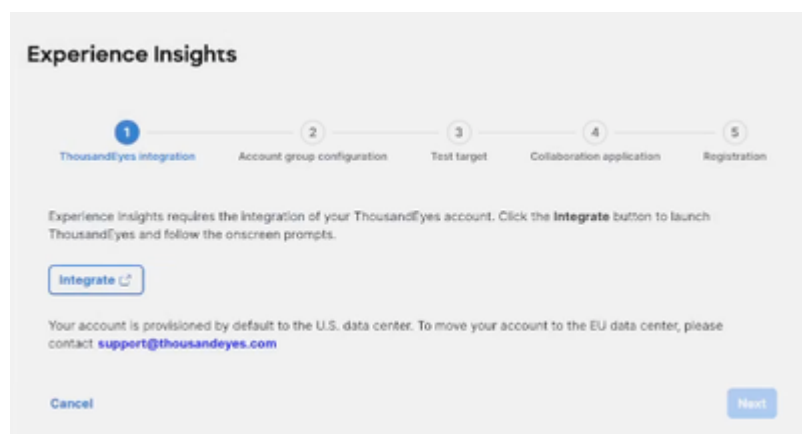 Experience Insights
1 2 3 4 5
ThousandEyes integration Account group configuration Test target Collaboration application Registration
Experience Insights requires the integration of your ThousandEyes account. Click the Integrate button to launch
ThousandEyes and follow the onscreen prompts.
Integrate
Your account is provisioned by default to the U.S. data center. To move your account to the EU data center, please
contact support@thousandeyes.com
Cancel Next